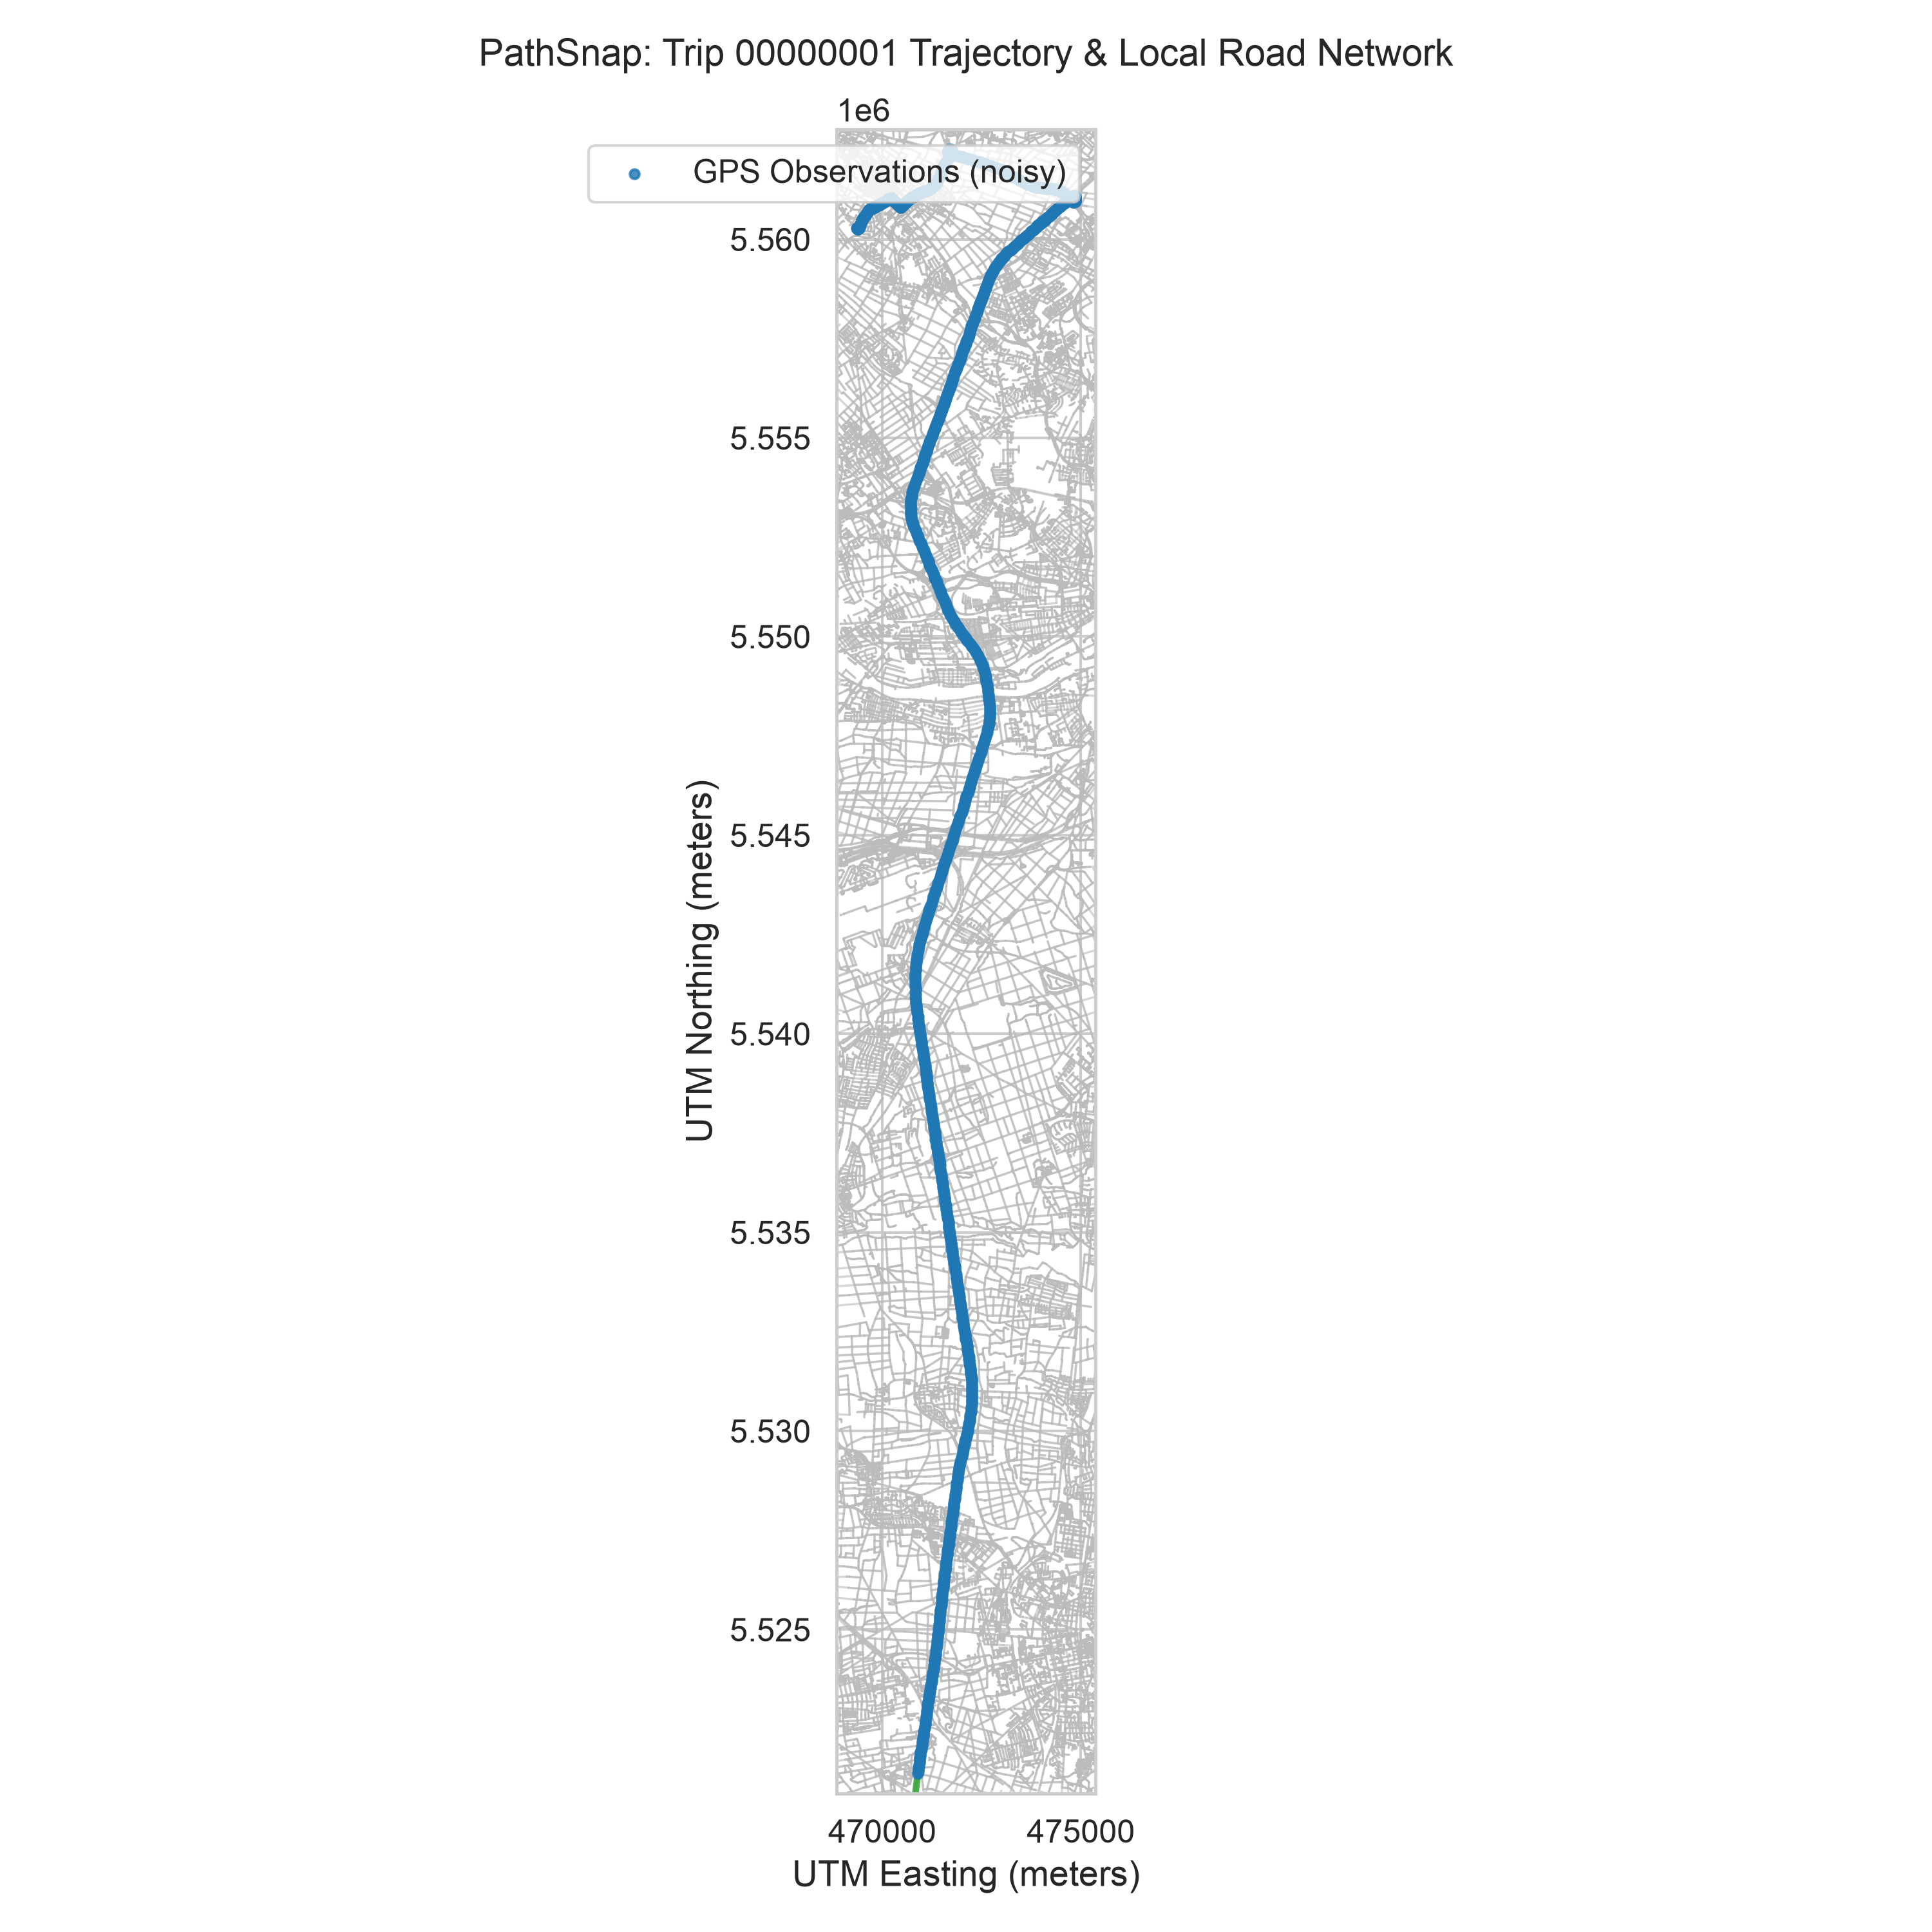 PathSnap: Trip 00000001 Trajectory & Local Road Network
1e6
GPS Observations (noisy)
5.560
5.555
5.550
5.545
5.540
5.535
5.530
5.525
UTM Northing (meters)
470000 475000
UTM Easting (meters)